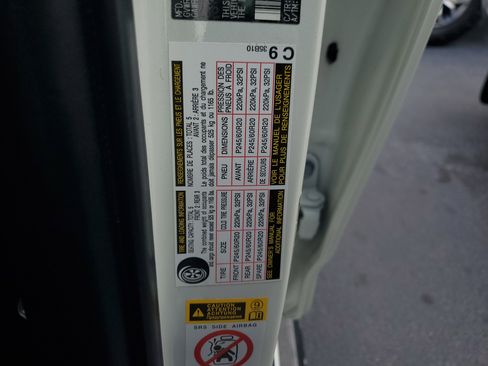 C 9
35B10
TIRE AND LOADING INFORMATION
SEATING CAPACITY: TOTAL 5 FRONT 2 REAR 3
The combined weight of occupants and cargo should never exceed 525 kg or 1165 lbs.
TIRE SIZE COLD TIRE PRESSURE
FRONT P245/60R20 220kPa, 32PSI
REAR P245/60R20 220kPa, 32PSI
SPARE P245/60R20 220kPa, 32PSI
SEE OWNER'S MANUAL FOR ADDITIONAL INFORMATION
RENSEIGNEMENTS SUR LES PNEUS ET LE CHARGEMENT
NOMBRE DE PLACES : TOTAL 5 AVANT 2 ARRIÈRE 3
Le poids total des occupants et du chargement ne doit jamais dépasser 525 kg ou 1165 lb.
PNEU DIMENSIONS PRESSION DES PNEUS À FROID
AVANT P245/60R20 220kPa, 32PSI
ARRIÈRE P245/60R20 220kPa, 32PSI
DE SECOURS P245/60R20 220kPa, 32PSI
VOIR LE MANUEL DE L'USAGER POUR PLUS DE RENSEIGNEMENTS
CAUTION
ATTENTION
ACHTUNG
SRS SIDE AIRBAG